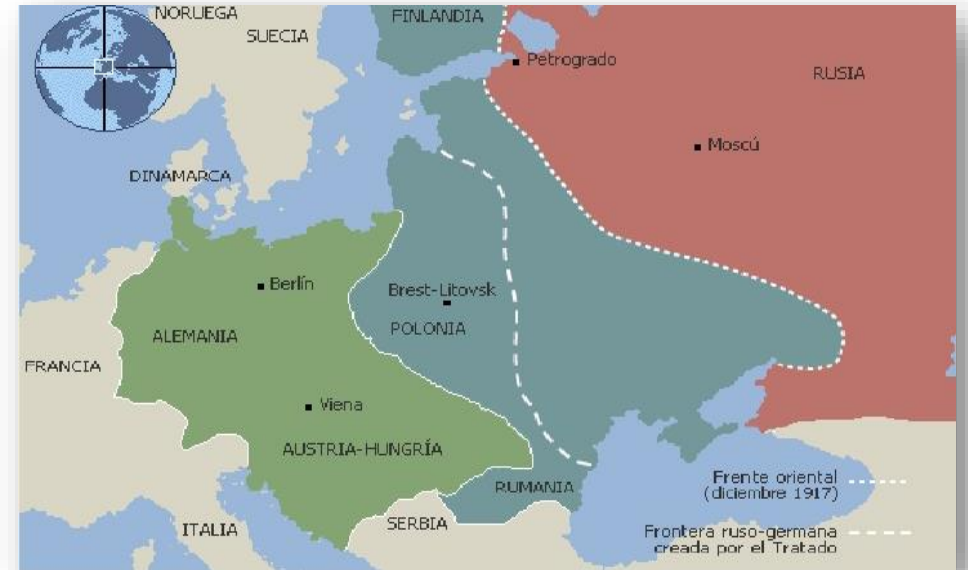 NORUEGA
FINLANDIA
SUECIA
Petrogrado
RUSIA
Moscú
DINAMARCA
Berlín
Brest-Litovsk
ALEMANIA
POLONIA
FRANCIA
Viena
AUSTRIA-HUNGRÍA
RUMANIA
Frente oriental
(diciembre 1917)
SERBIA
ITALIA
Frontera ruso-germana
creada por el Tratado